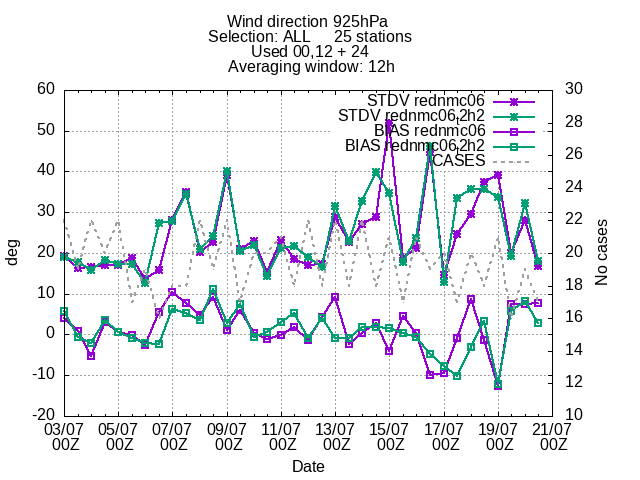 Wind direction 925hPa
Selection: ALL 25 stations
Used 00,12 + 24
Averaging window: 12h
60 30
50 28
40 26
30 24
20 22
10 20
0 18
-10 16
-20 14
12
10
STDV rednmc06
STDV rednmc06,2h2
BIAS rednmc06
BIAS rednmc06,2h2
CASES
deg
No cases
03/07 05/07 07/07 09/07 11/07 13/07 15/07 17/07 19/07 21/07
00Z 00Z 00Z 00Z 00Z 00Z 00Z 00Z 00Z 00Z
Date